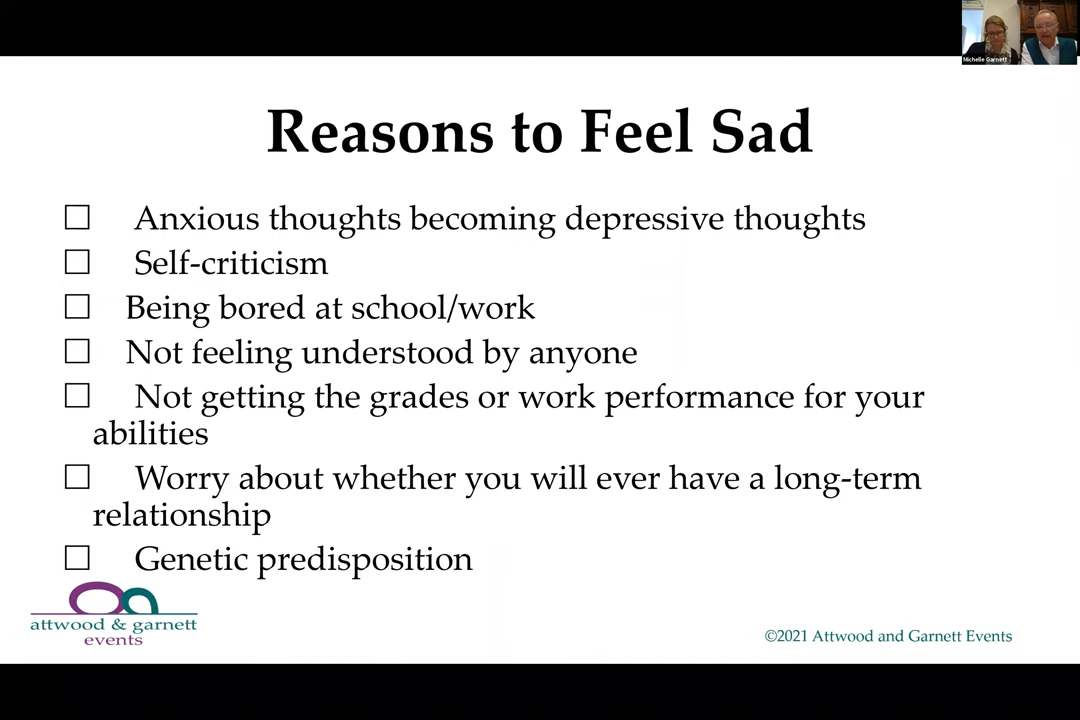 Michelle Garnett
Reasons to Feel Sad
☐ Anxious thoughts becoming depressive thoughts
☐ Self-criticism
☐ Being bored at school/work
☐ Not feeling understood by anyone
☐ Not getting the grades or work performance for your
abilities
☐ Worry about whether you will ever have a long-term
relationship
☐ Genetic predisposition
attwood & garnett
events
©2021 Attwood and Garnett Events